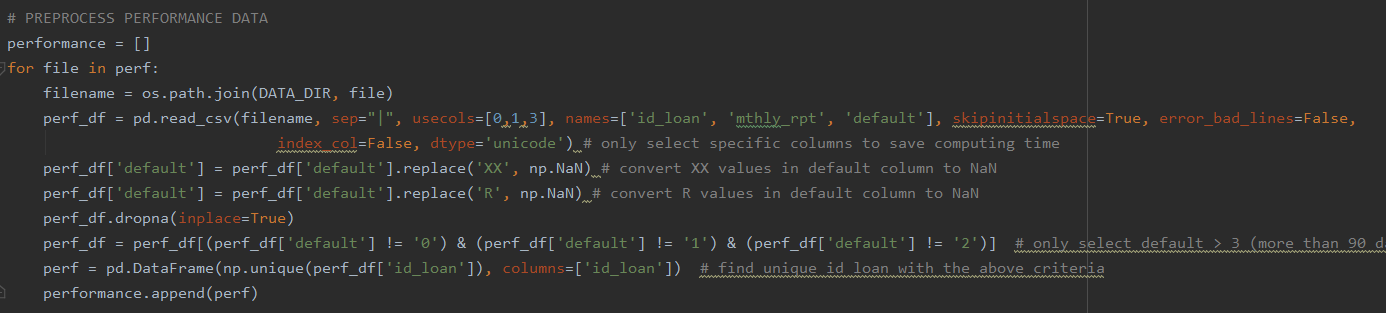 # PREPROCESS PERFORMANCE DATA
performance = []
for file in perf:
    filename = os.path.join(DATA_DIR, file)
    perf_df = pd.read_csv(filename, sep="|", usecols=[0,1,3], names=['id_loan', 'mthly_rpt', 'default'], skipinitialspace=True, error_bad_lines=False,
                          index_col=False, dtype='unicode') # only select specific columns to save computing time
    perf_df['default'] = perf_df['default'].replace('XX', np.NaN) # convert XX values in default column to NaN
    perf_df['default'] = perf_df['default'].replace('R', np.NaN) # convert R values in default column to NaN
    perf_df.dropna(inplace=True)
    perf_df = perf_df[(perf_df['default'] != '0') & (perf_df['default'] != '1') & (perf_df['default'] != '2')]  # only select default > 3 (more than 90 d
    perf = pd.DataFrame(np.unique(perf_df['id_loan']), columns=['id_loan'])  # find unique id loan with the above criteria
    performance.append(perf)